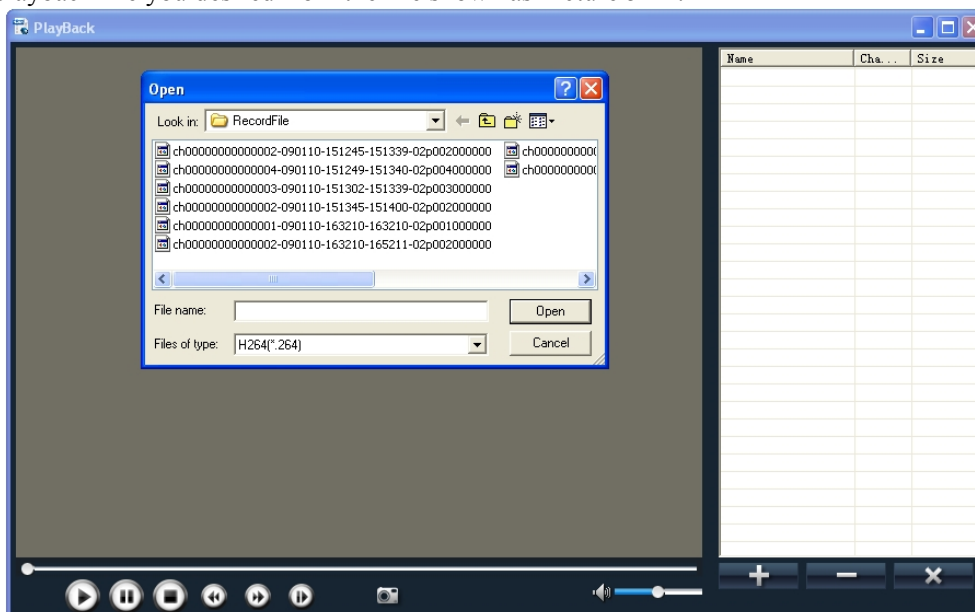 PlayBack
Name Cha... Size
Open
Look in: RecordFile
ch00000000000002-090110-151245-151339-02p002000000 ch0000000000
ch00000000000004-090110-151249-151340-02p004000000 ch0000000000
ch00000000000003-090110-151302-151339-02p003000000
ch00000000000002-090110-151345-151400-02p002000000
ch00000000000001-090110-163210-163210-02p001000000
ch00000000000002-090110-163210-165211-02p002000000
File name: Open
Files of type: H264(*.264) Cancel